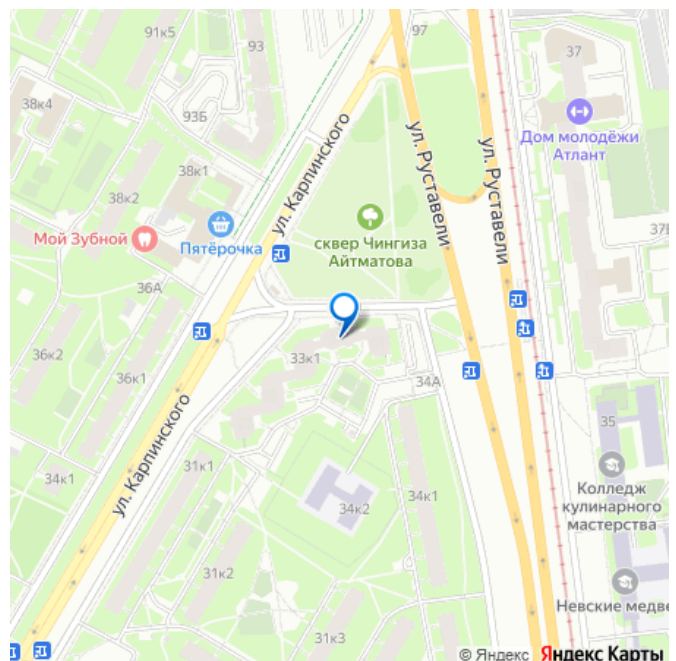 91к5
93
97
37
38к4
93Б
Дом молодёжи
Атлант
ул. Карпинского
ул. Руставели
ул. Руставели
38к1
38к2
Мой Зубной
Пятёрочка
сквер Чингиза
Айтматова
36А
33к1
36к2
36к1
34А
ул. Карпинского
35
31к1
34к1
Колледж
кулинарного
мастерства
34к1
34к2
31к2
Невские медве
31к3
© Яндекс Яндекс Карты